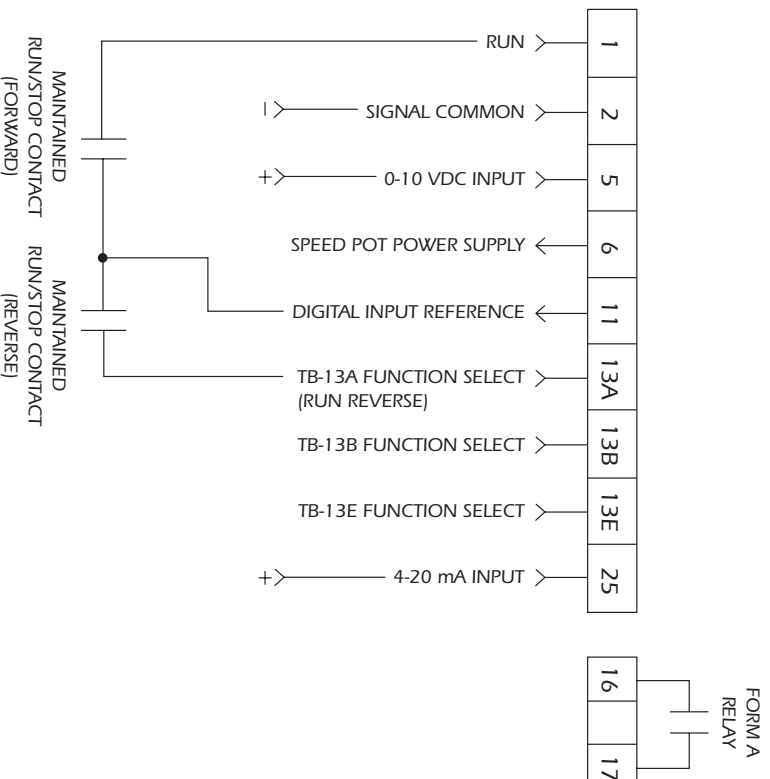 RUN
1
SIGNAL COMMON
2
0-10 VDC INPUT
5
SPEED POT POWER SUPPLY
6
DIGITAL INPUT REFERENCE
11
TB-13A FUNCTION SELECT
(RUN REVERSE)
13A
TB-13B FUNCTION SELECT
13B
TB-13E FUNCTION SELECT
13E
4-20 mA INPUT
25
MAINTAINED
RUN/STOP CONTACT
(FORWARD)
MAINTAINED
RUN/STOP CONTACT
(REVERSE)
16
17
FORM A
RELAY